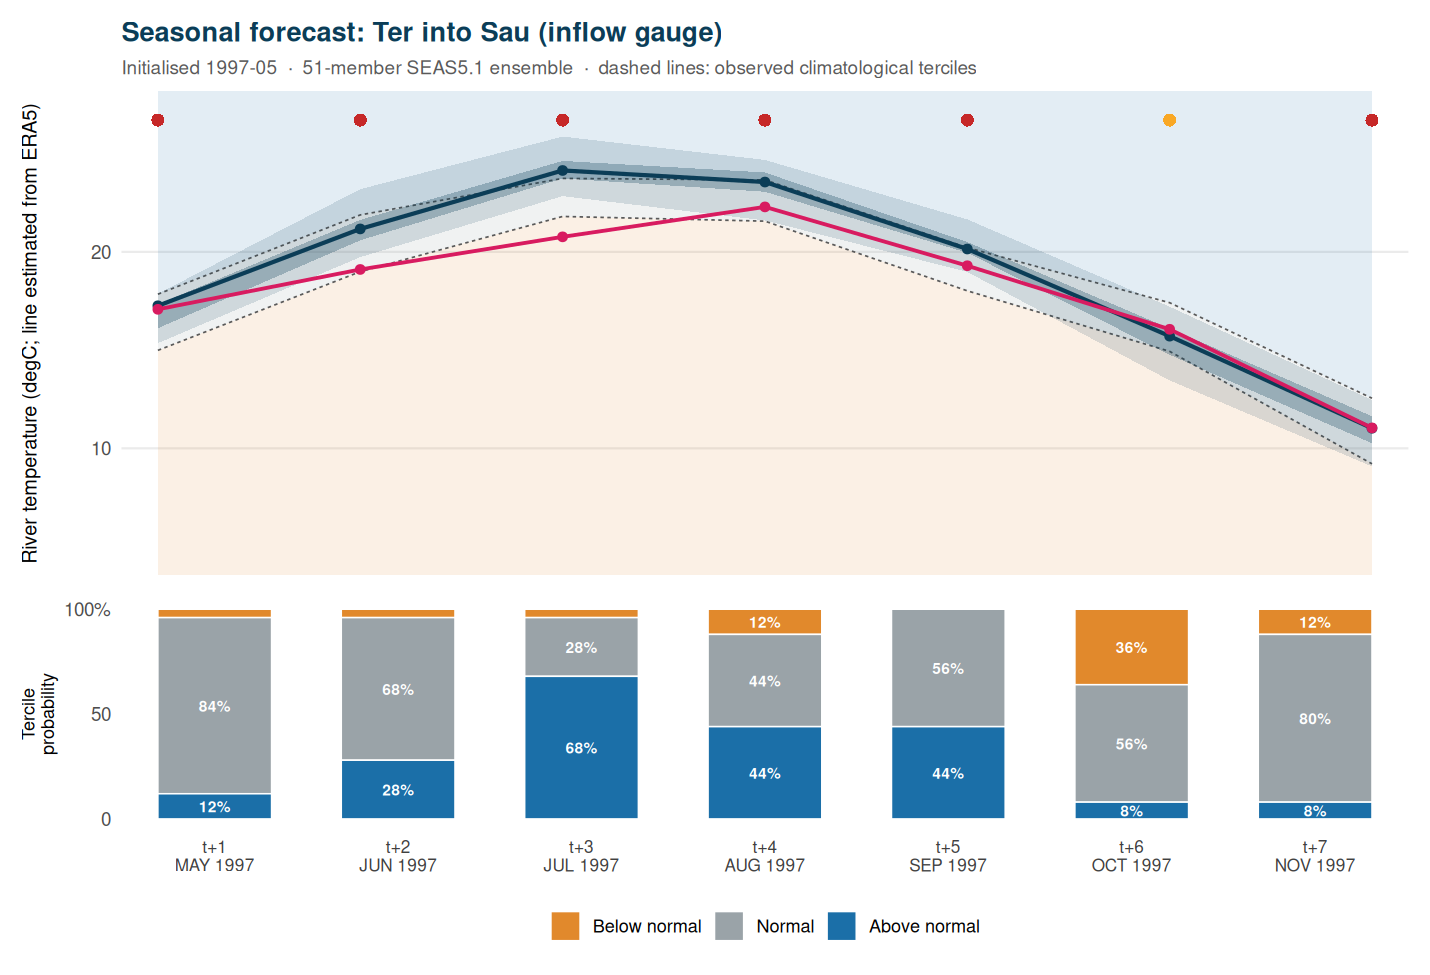 Seasonal forecast: Ter into Sau (inflow gauge)
Initialised 1997-05 · 51-member SEAS5.1 ensemble · dashed lines: observed climatological terciles
River temperature (degC; line estimated from ERA5)
20
10
Tercile
probability
100%
50
0
12% 12%
28% 36%
68% 44% 56%
84% 80%
68% 56%
28% 44% 44%
12% 8% 8%
t+1 t+2 t+3 t+4 t+5 t+6 t+7
MAY 1997 JUN 1997 JUL 1997 AUG 1997 SEP 1997 OCT 1997 NOV 1997
Below normal Normal Above normal